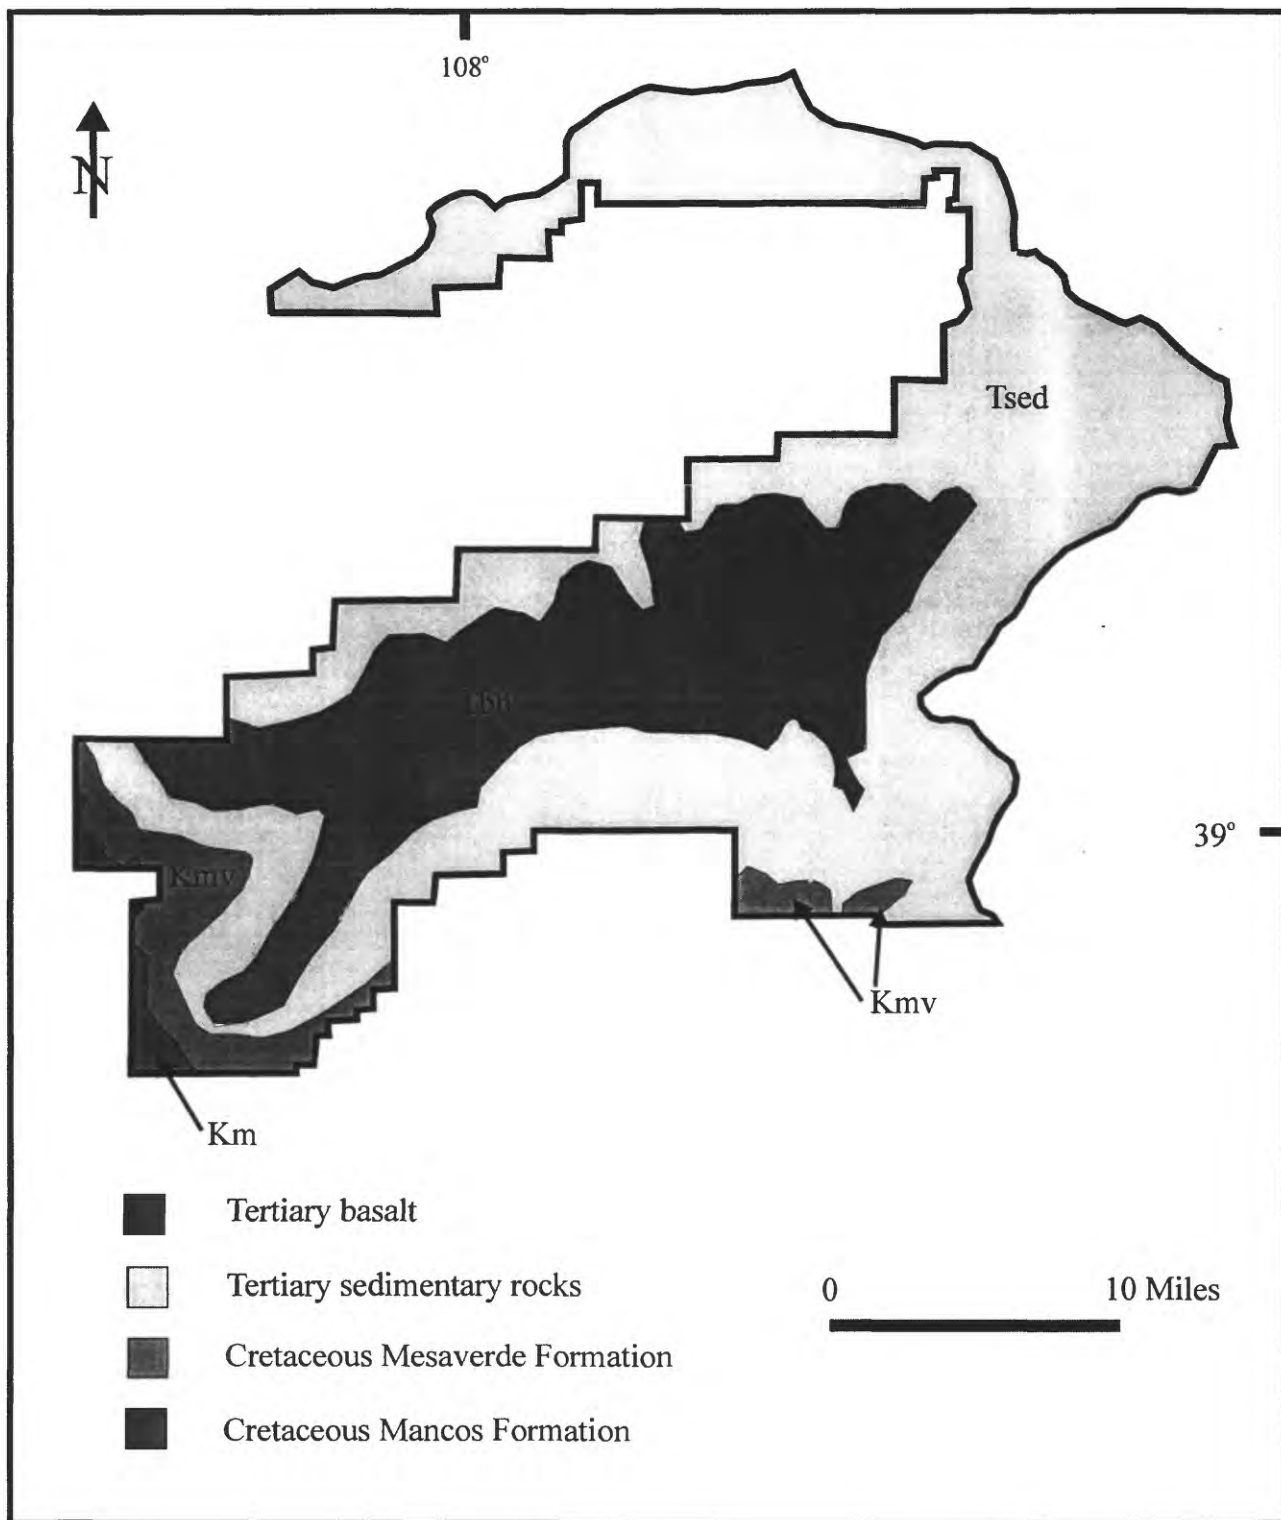 108°
N
Tsed
39°
Kmv
Kmv
Km
Tertiary basalt
Tertiary sedimentary rocks
0 10 Miles
Cretaceous Mesaverde Formation
Cretaceous Mancos Formation